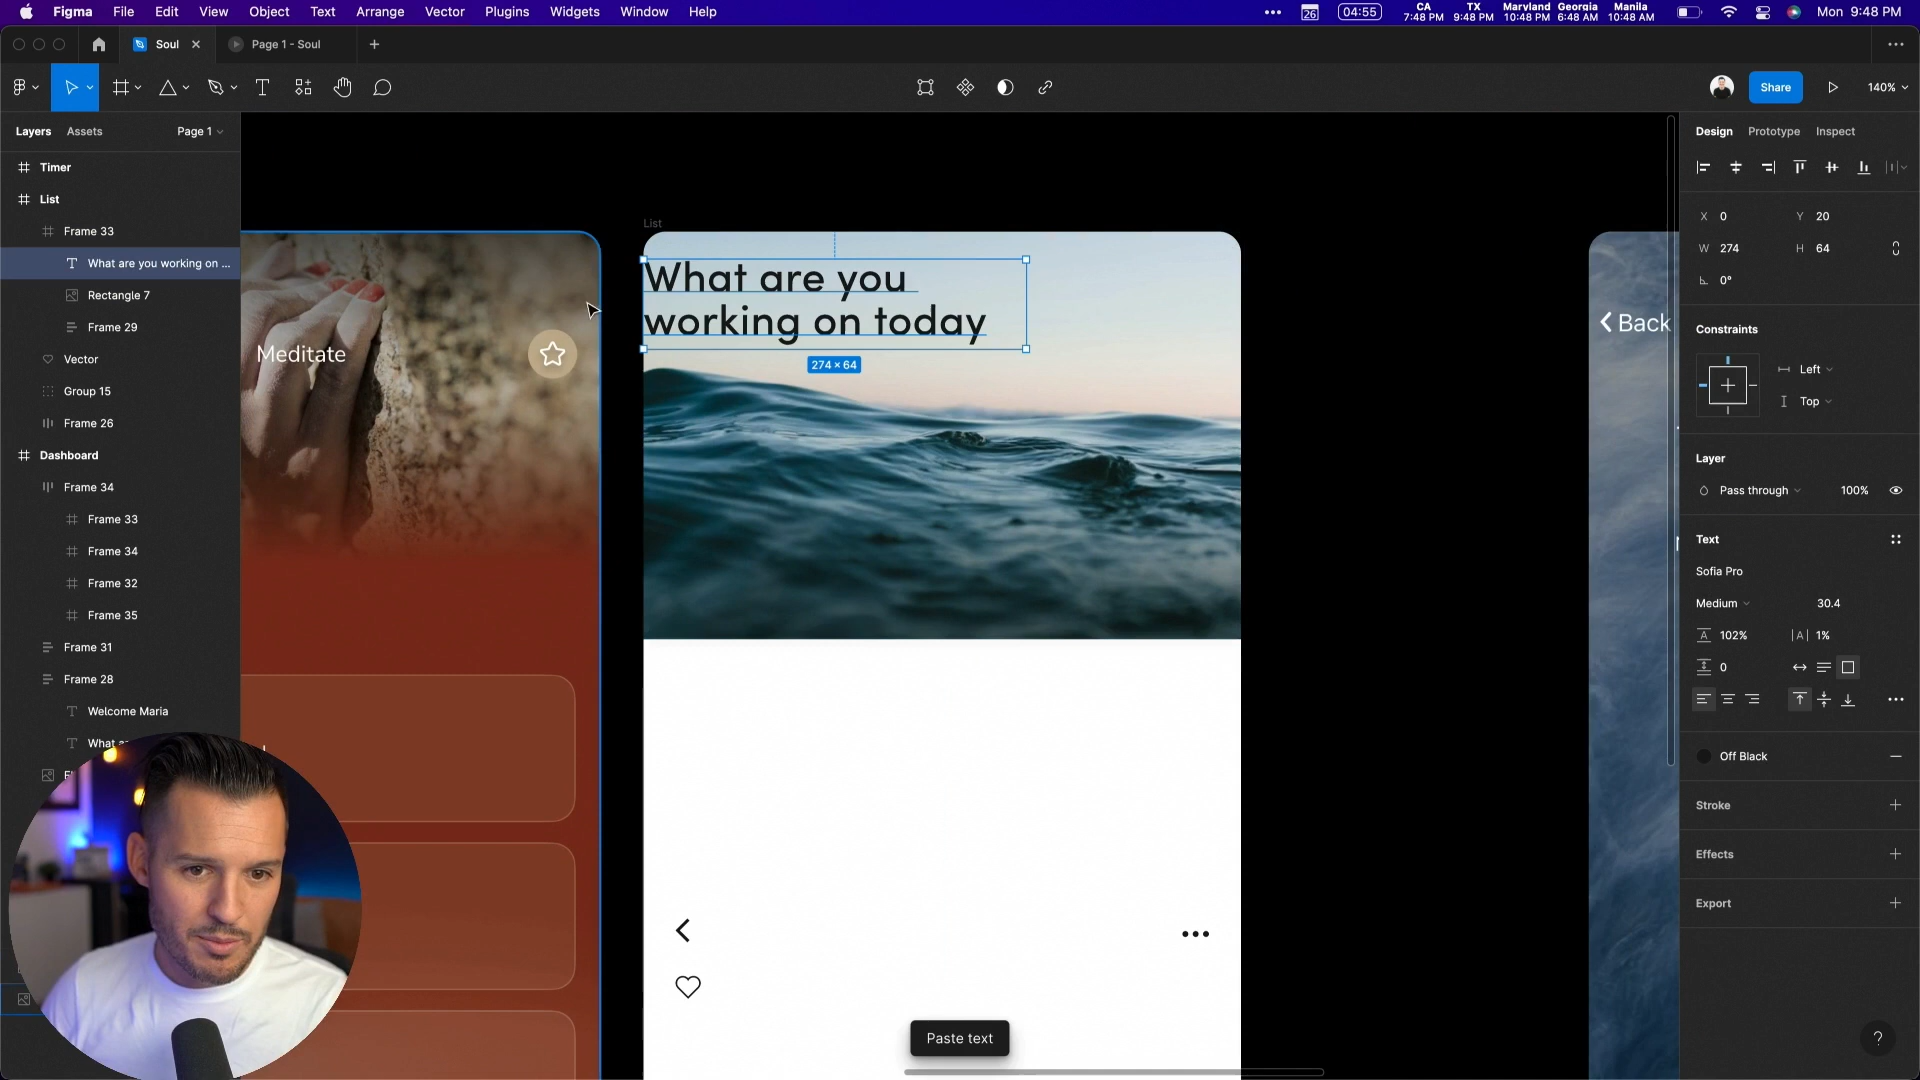 Figma File Edit View Object Text Arrange Vector Plugins Widgets Window Help
26 04:55 CA 7:48 PM TX 9:48 PM Maryland 10:48 PM Georgia 6:48 AM Manila 10:48 AM Mon 9:48 PM
Soul Page 1 - Soul
Share 140%
Layers Assets Page 1
Timer
List
Frame 33
What are you working on ...
Rectangle 7
Frame 29
Vector
Group 15
Frame 26
Dashboard
Frame 34
Frame 33
Frame 34
Frame 32
Frame 35
Frame 31
Frame 28
Welcome Maria
Meditate
List
What are you
working on today
274 × 64
Paste text
Back
Design Prototype Inspect
X 0 Y 20
W 274 H 64
0°
Constraints
Left
Top
Layer
Pass through 100%
Text
Sofia Pro
Medium 30.4
102% |A| 1%
0
Off Black
Stroke
Effects
Export
?